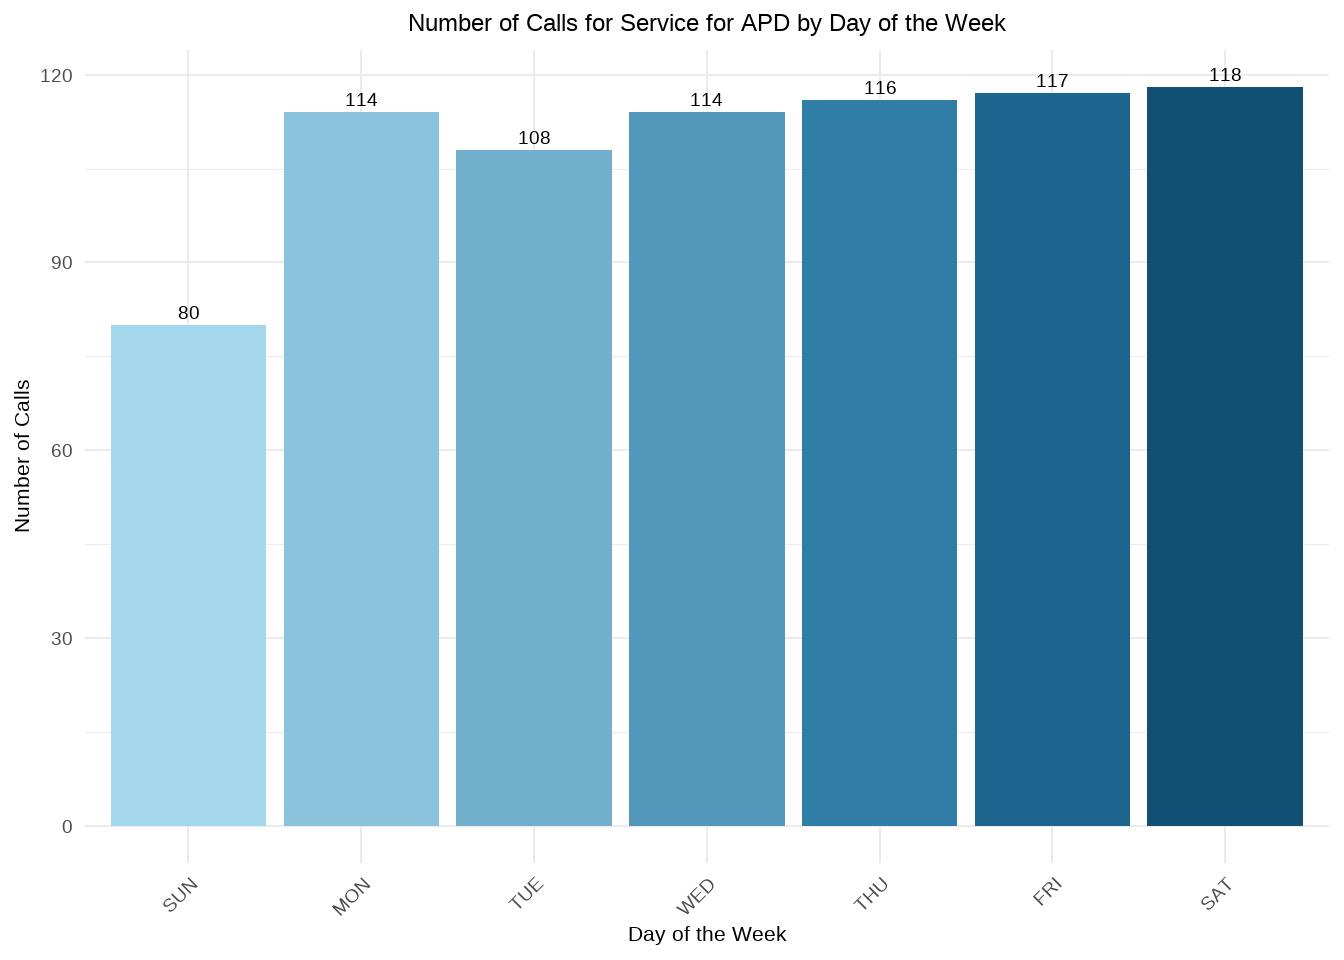 Number of Calls for Service for APD by Day of the Week
Number of Calls
120
90
60
30
0
80
114
108
114
116
117
118
SUN
MON
TUE
WED
THU
FRI
SAT
Day of the Week